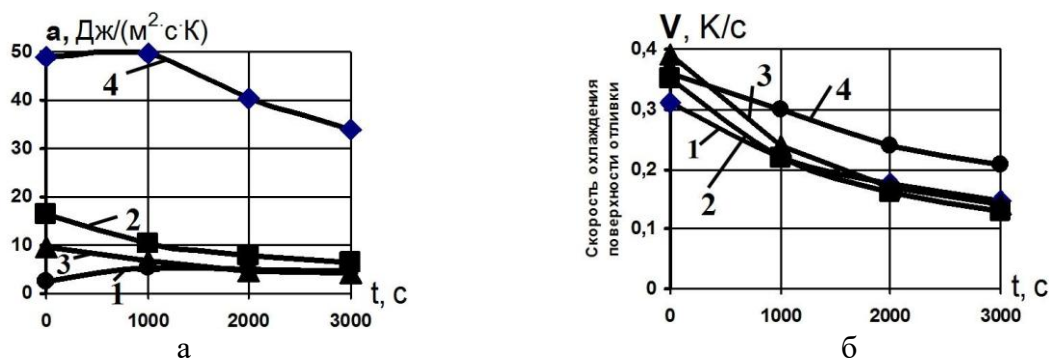 a, Дж/(м²·с·К)
50
40
30
20
10
0
4
2
3
1
0 1000 2000 3000
t, с
а
V, K/c
Скорость охлаждения
поверхности отливки
0,4
0,3
0,2
0,1
0
3
4
1
2
0 1000 2000 3000
t, с
б